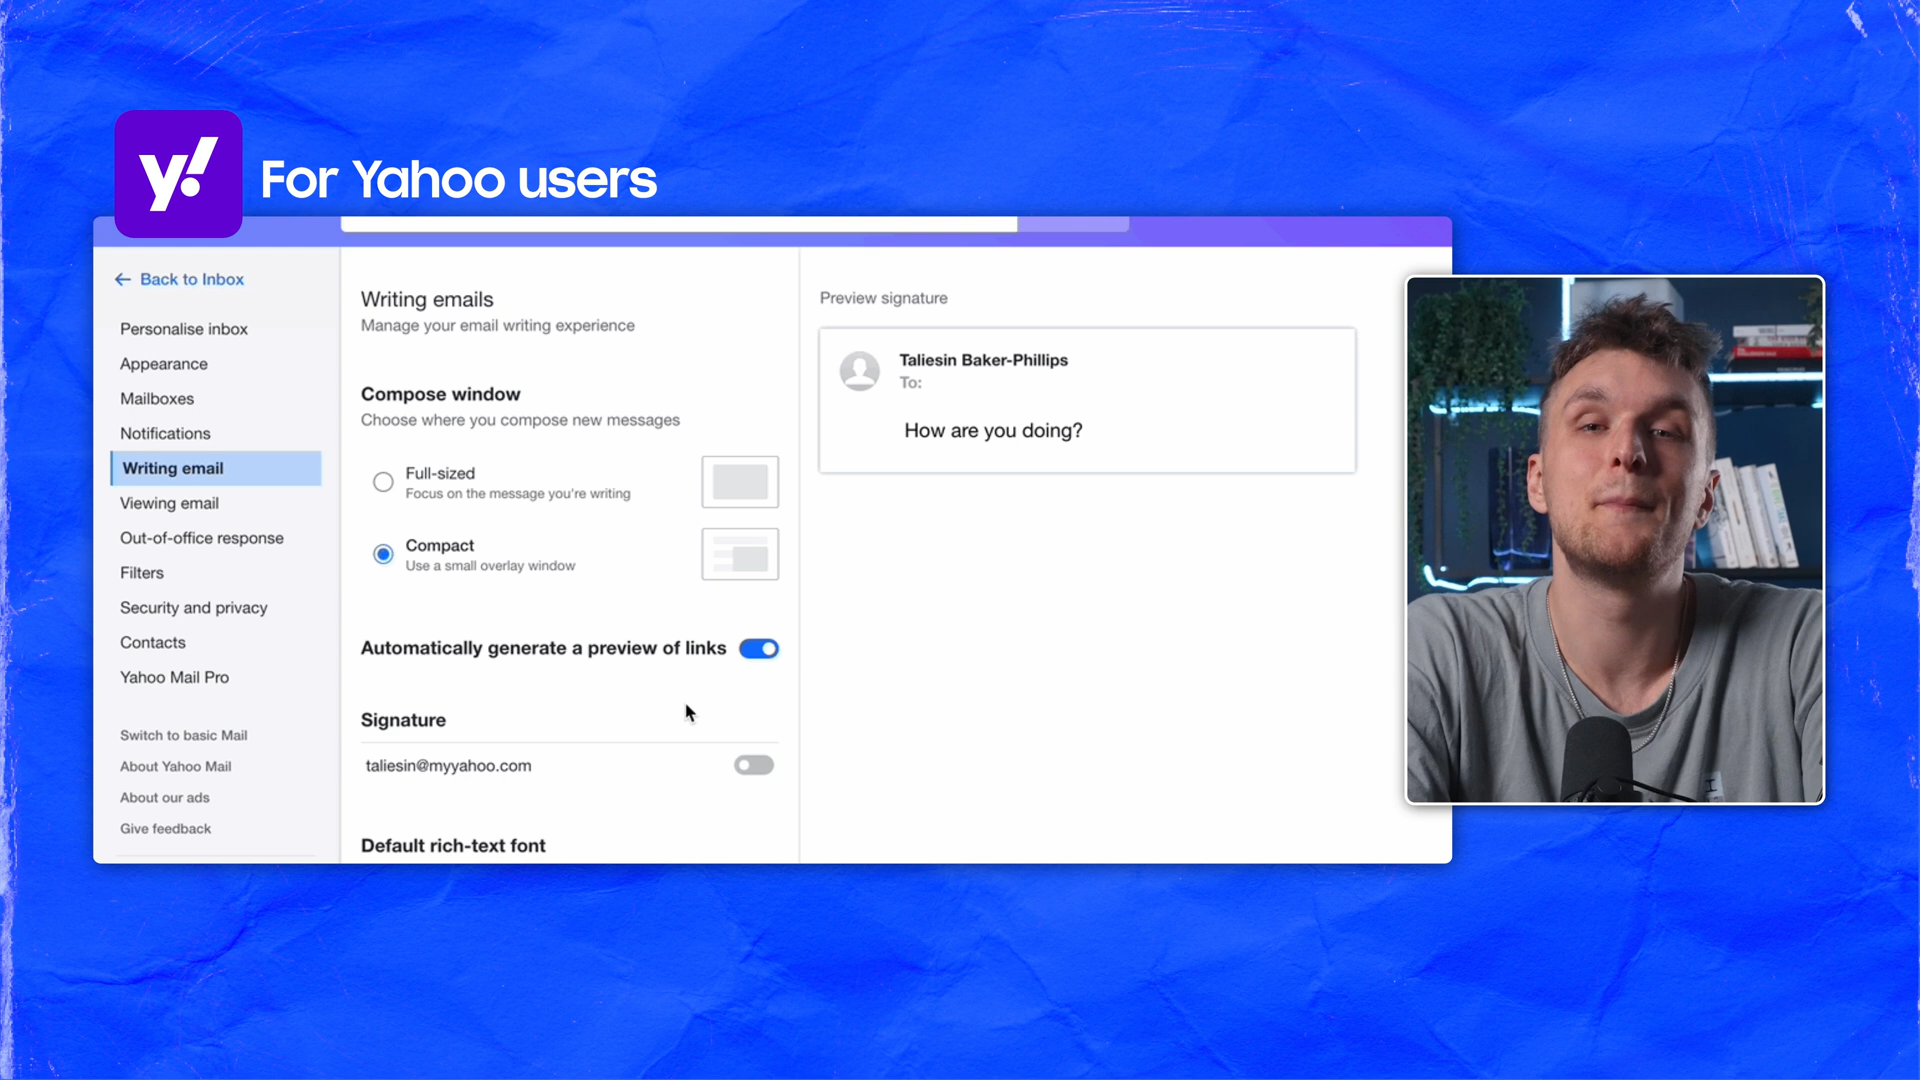 y!
For Yahoo users
Back to Inbox
Personalise inbox
Appearance
Mailboxes
Notifications
Writing email
Viewing email
Out-of-office response
Filters
Security and privacy
Contacts
Yahoo Mail Pro
Switch to basic Mail
About Yahoo Mail
About our ads
Give feedback
Writing emails
Manage your email writing experience
Compose window
Choose where you compose new messages
Full-sized
Focus on the message you're writing
Compact
Use a small overlay window
Automatically generate a preview of links
Signature
taliesin@myyahoo.com
Default rich-text font
Preview signature
Taliesin Baker-Phillips
To:
How are you doing?